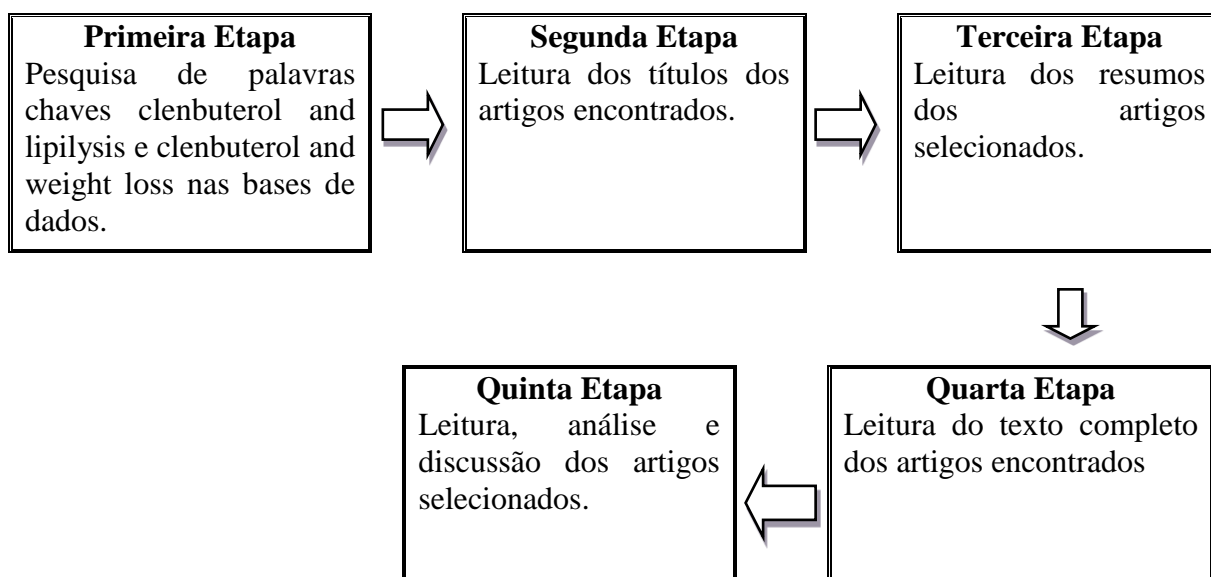 Primeira Etapa
Pesquisa de palavras
chaves clenbuterol and
lipilysis e clenbuterol and
weight loss nas bases de
dados.
Segunda Etapa
Leitura dos títulos dos
artigos encontrados.
Terceira Etapa
Leitura dos resumos
dos artigos
selecionados.
Quarta Etapa
Leitura do texto completo
dos artigos encontrados
Quinta Etapa
Leitura, análise e
discussão dos artigos
selecionados.